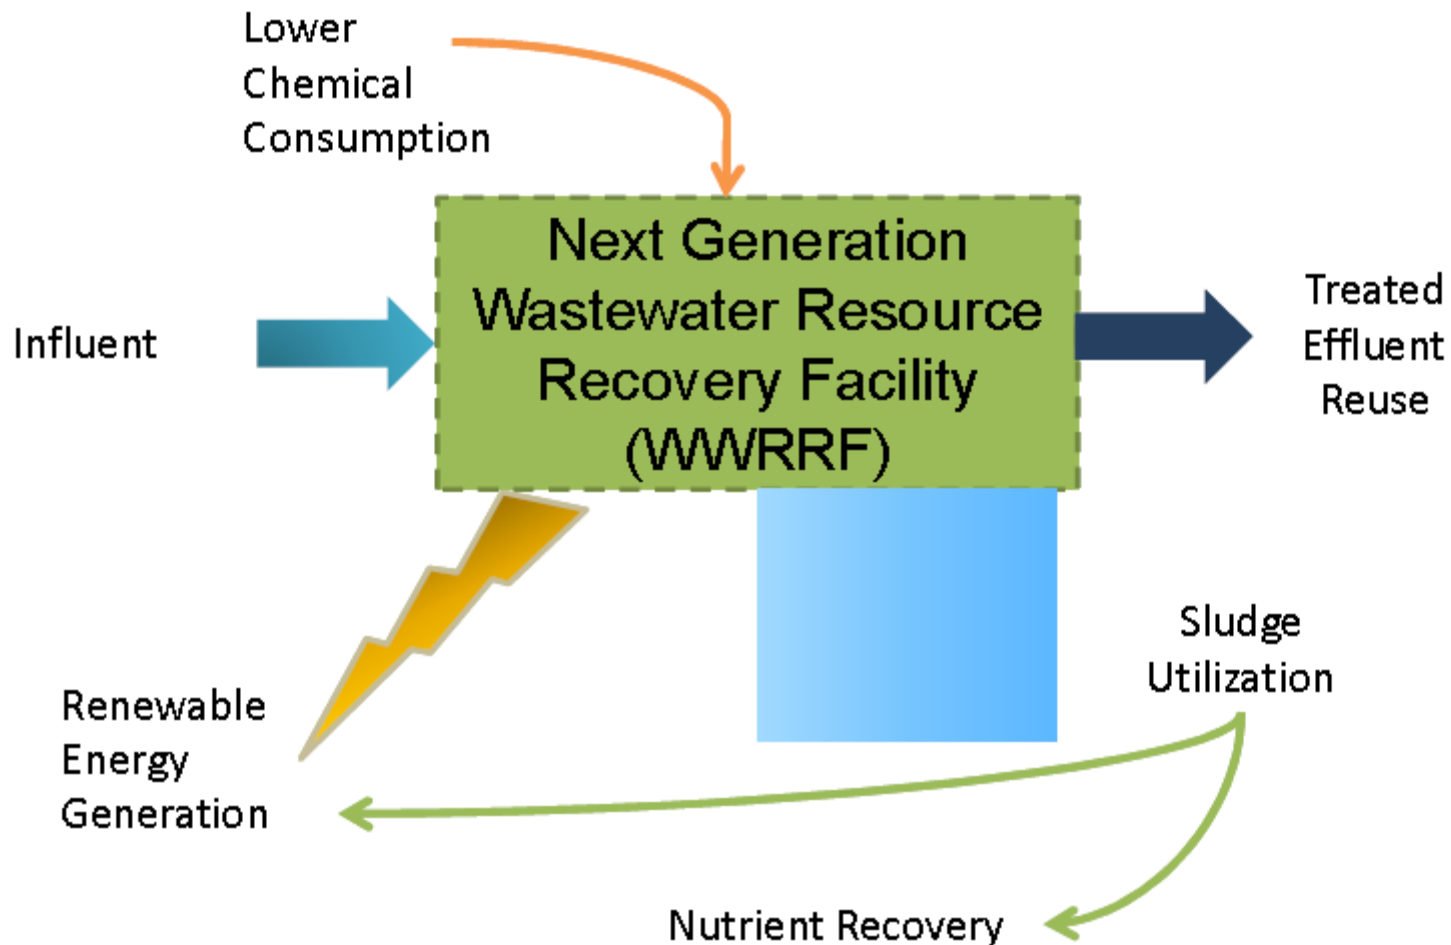 Lower
Chemical
Consumption
Next Generation
Wastewater Resource
Recovery Facility
(WWRRF)
Influent
Treated
Effluent
Reuse
Sludge
Utilization
Renewable
Energy
Generation
Nutrient Recovery